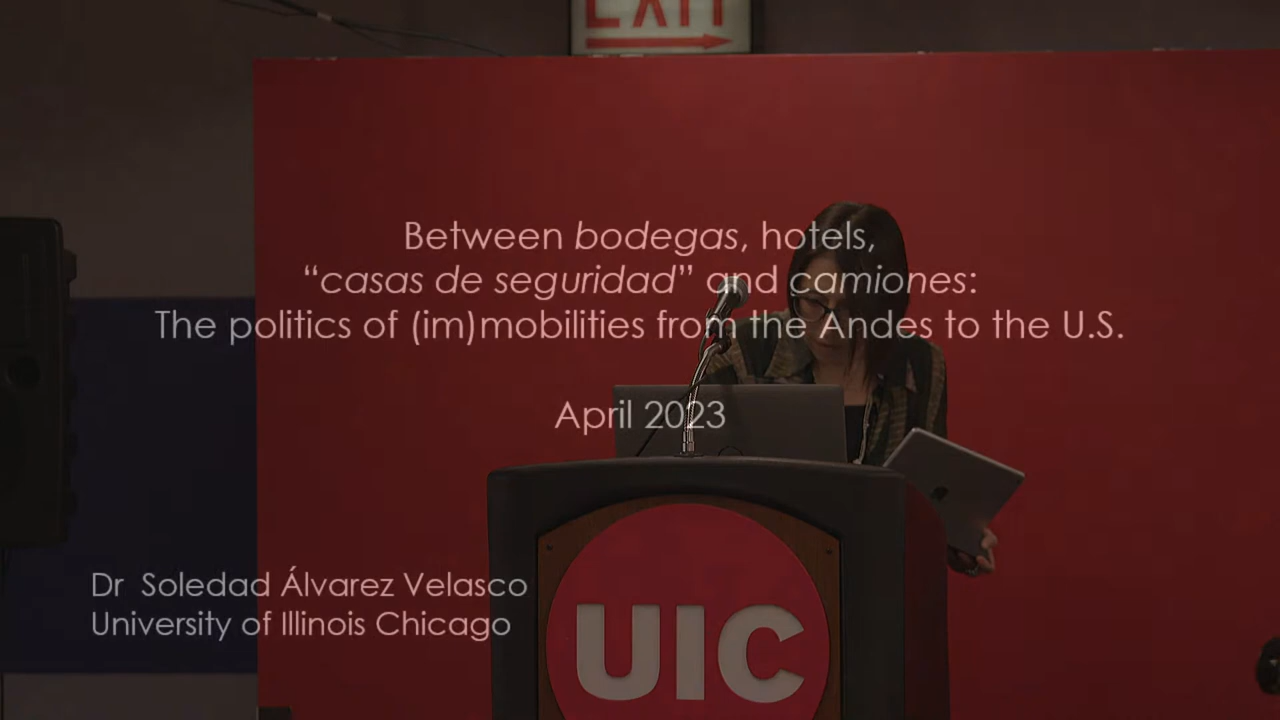 EXIT
Between bodegas, hotels,
“casas de seguridad” and camiones:
The politics of (im)mobilities from the Andes to the U.S.
April 2023
Dr Soledad Álvarez Velasco
University of Illinois Chicago
UIC